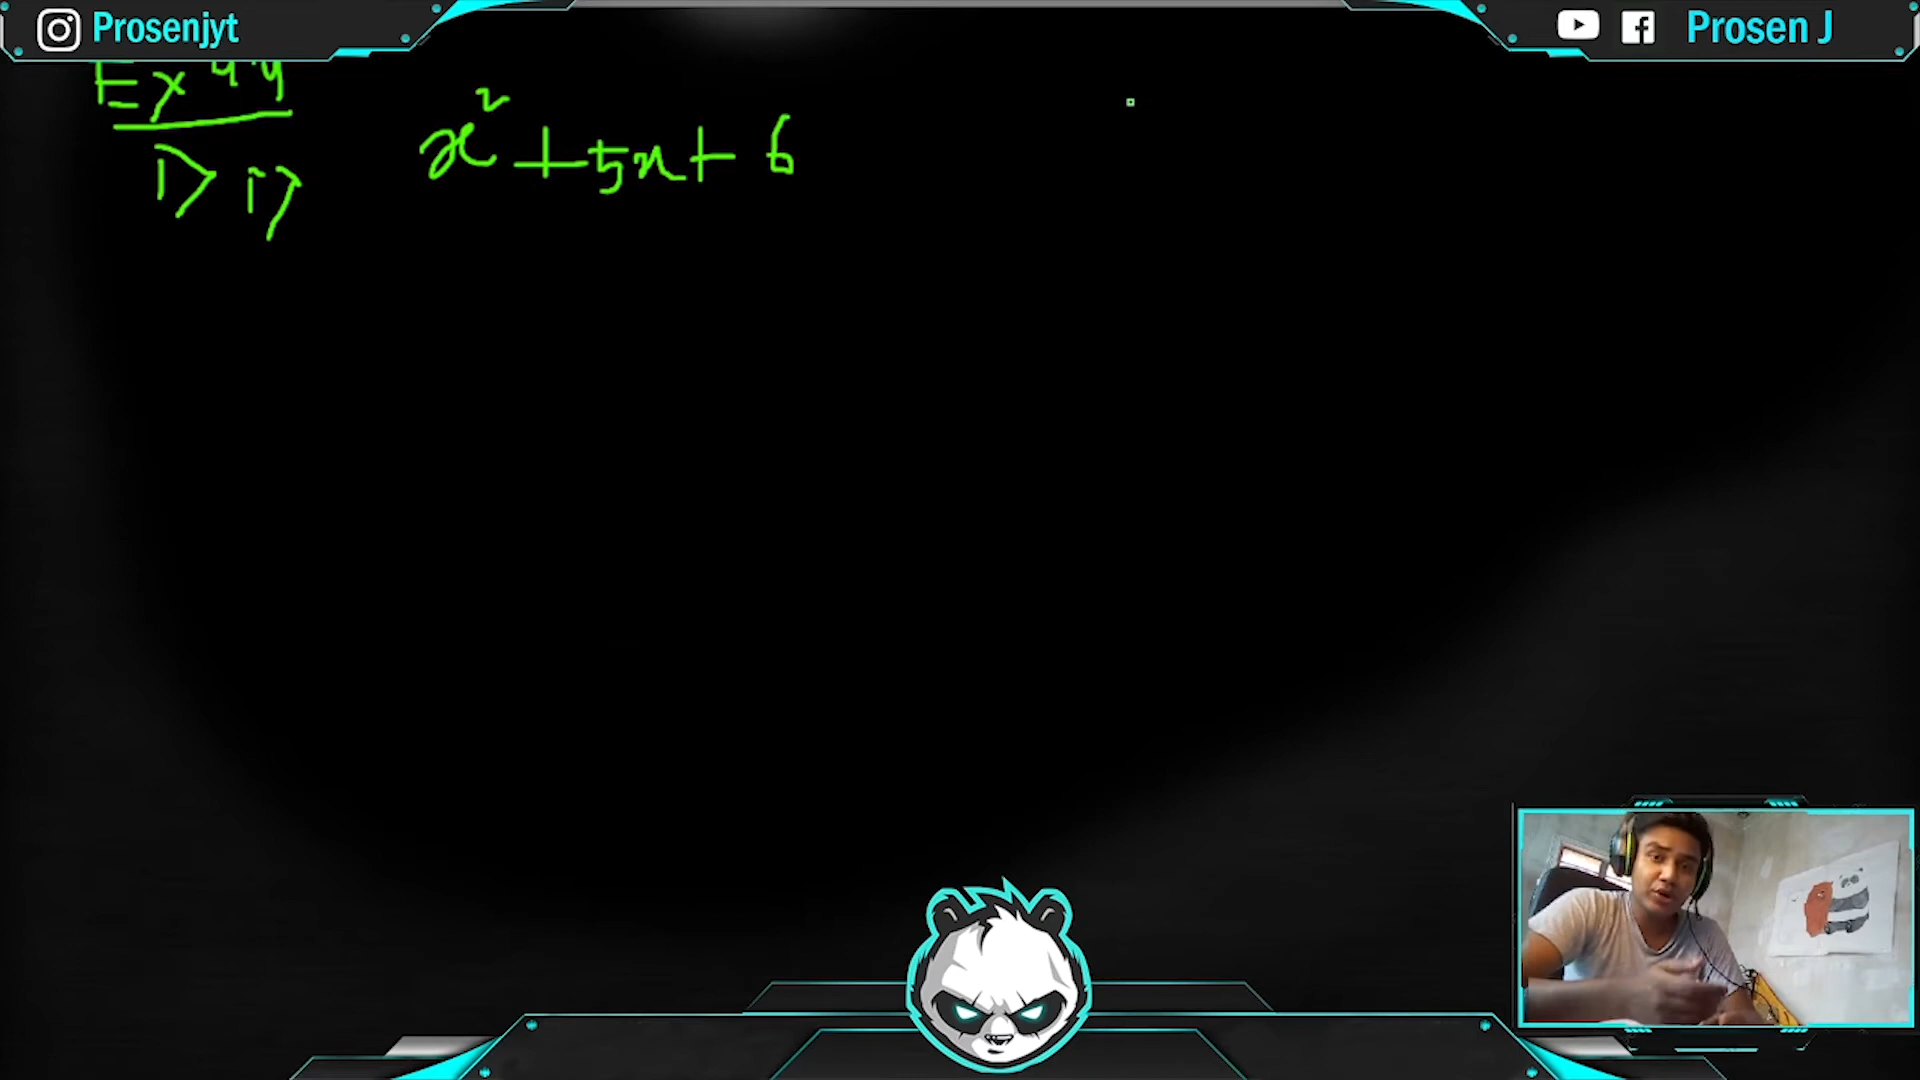 Prosenjyt
Prosen J
Ex 4.4
x² + 5x + 6
1) i)